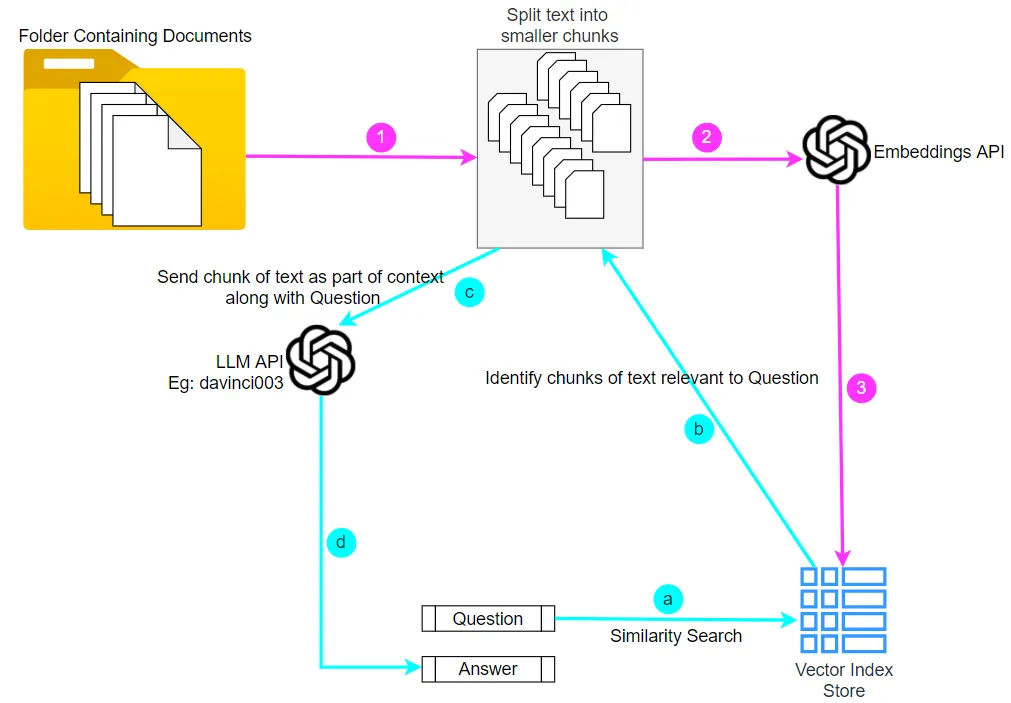 Split text into
smaller chunks
Folder Containing Documents
1
2
Embeddings API
Send chunk of text as part of context
along with Question
c
LLM API
Eg: davinci003
Identify chunks of text relevant to Question
3
b
d
a
Question
Similarity Search
Answer
Vector Index
Store